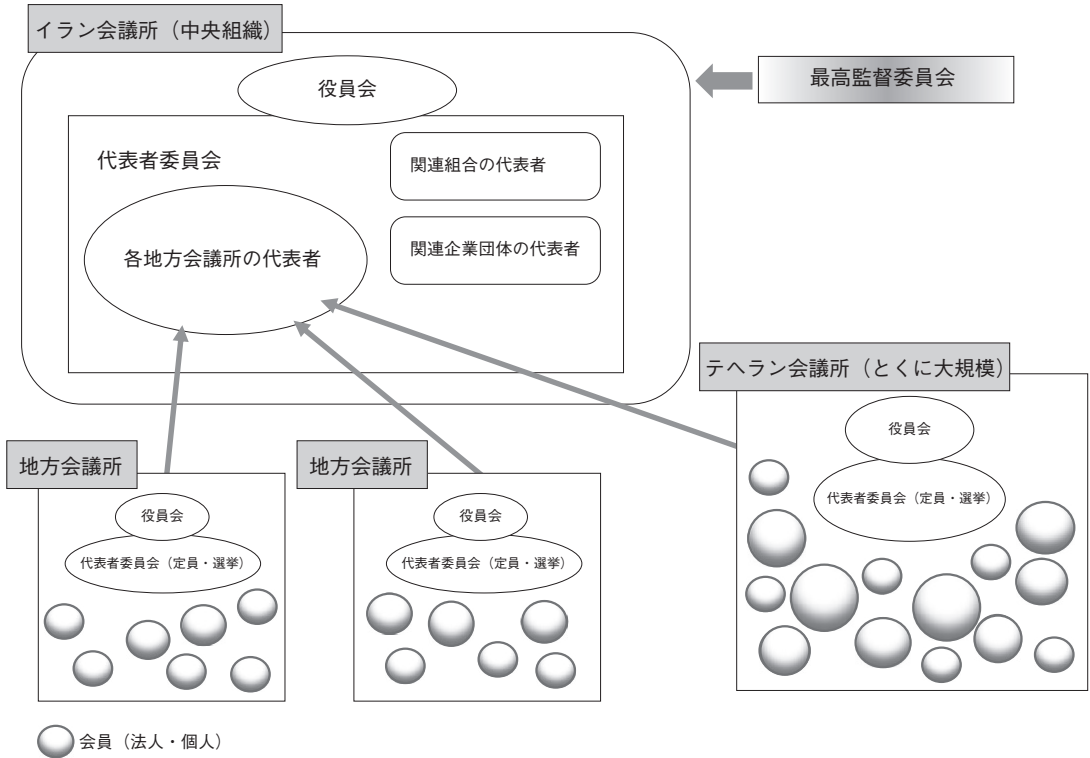 イラン会議所（中央組織）
最高監督委員会
役員会
代表者委員会
関連組合の代表者
関連企業団体の代表者
各地方会議所の代表者
テヘラン会議所（とくに大規模）
役員会
代表者委員会（定員・選挙）
地方会議所
役員会
代表者委員会（定員・選挙）
地方会議所
役員会
代表者委員会（定員・選挙）
会員（法人・個人）